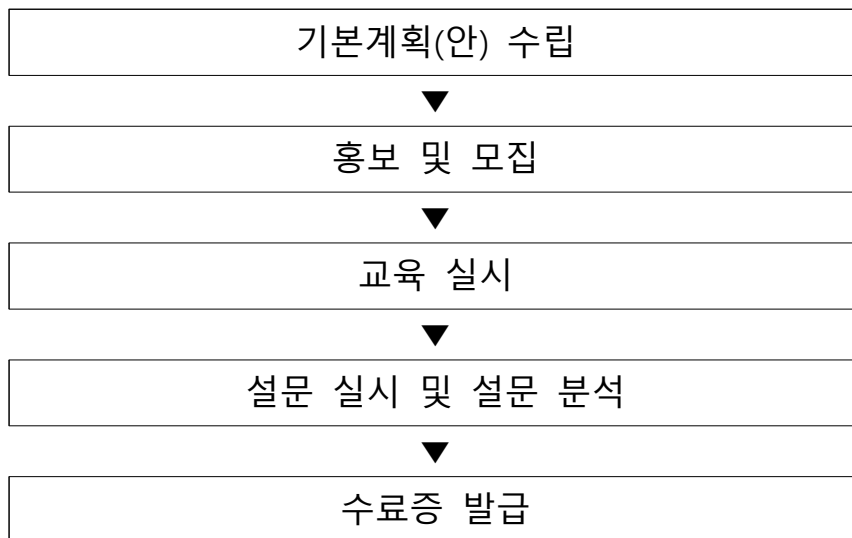 기본계획(안) 수립
▼
홍보 및 모집
▼
교육 실시
▼
설문 실시 및 설문 분석
▼
수료증 발급